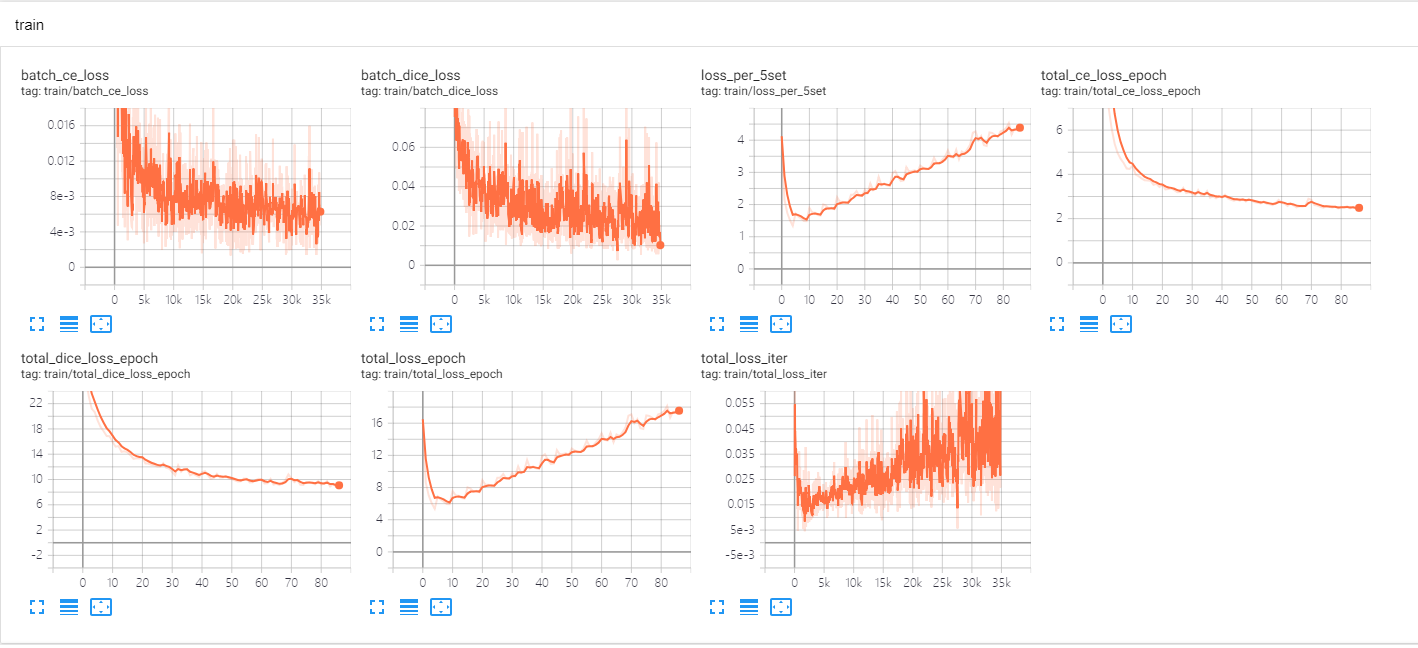 train
batch_ce_loss
tag: train/batch_ce_loss
0.016
0.012
8e-3
4e-3
0
0 5k 10k 15k 20k 25k 30k 35k
batch_dice_loss
tag: train/batch_dice_loss
0.06
0.04
0.02
0
0 5k 10k 15k 20k 25k 30k 35k
loss_per_5set
tag: train/loss_per_5set
4
3
2
1
0
0 10 20 30 40 50 60 70 80
total_ce_loss_epoch
tag: train/total_ce_loss_epoch
6
4
2
0
0 10 20 30 40 50 60 70 80
total_dice_loss_epoch
tag: train/total_dice_loss_epoch
22
18
14
10
6
2
-2
0 10 20 30 40 50 60 70 80
total_loss_epoch
tag: train/total_loss_epoch
16
12
8
4
0
0 10 20 30 40 50 60 70 80
total_loss_iter
tag: train/total_loss_iter
0.055
0.045
0.035
0.025
0.015
5e-3
-5e-3
0 5k 10k 15k 20k 25k 30k 35k